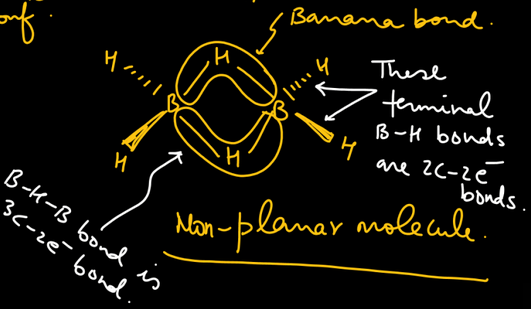 onf.
Banana bond.
H
H
H
B
B
H
H
H
These
terminal
B-H bonds
are 2c-2e⁻
bonds.
B-H-B bond is
3c-2e⁻ bond.
Non-planar molecule.